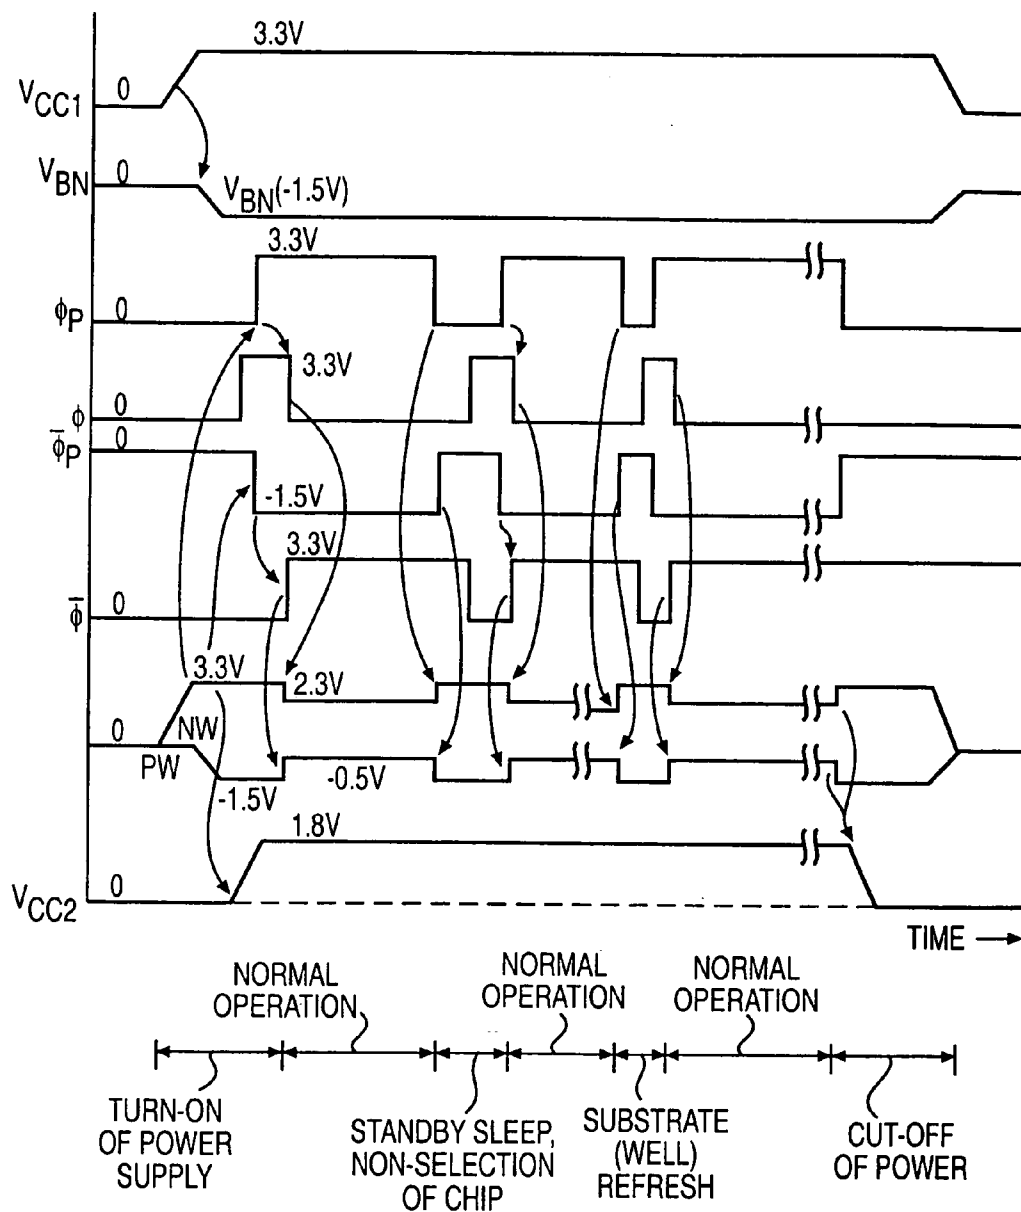 3.3V
VCC1 0
VBN 0
VBN(-1.5V)
3.3V
ϕP 0
3.3V
ϕ 0
ϕ̄P 0
-1.5V
3.3V
ϕ̄ 0
3.3V
2.3V
0
NW
PW
-1.5V
-0.5V
1.8V
VCC2 0
TIME
NORMAL
OPERATION
NORMAL
OPERATION
NORMAL
OPERATION
TURN-ON
OF POWER
SUPPLY
STANDBY SLEEP,
NON-SELECTION
OF CHIP
SUBSTRATE
(WELL)
REFRESH
CUT-OFF
OF POWER